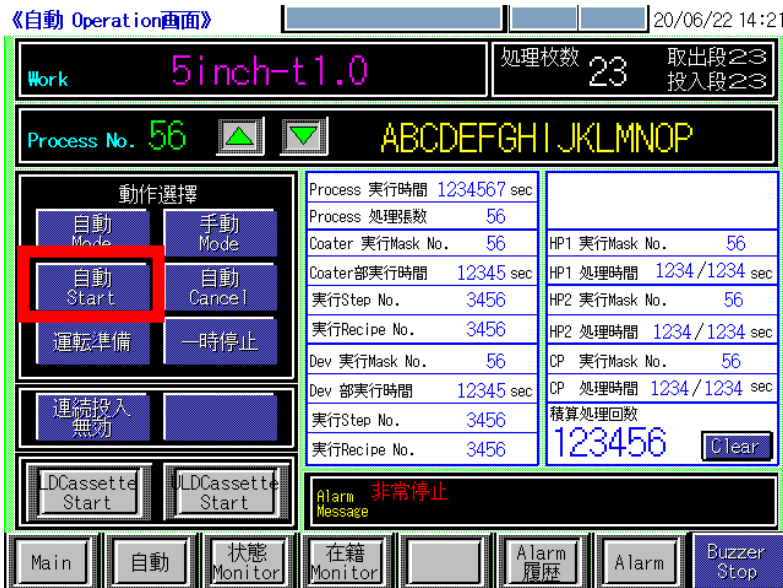 《自動 Operation画面》
20/06/22 14:21
Work 5inch-t1.0
処理枚数 23
取出段23
投入段23
Process No. 56
ABCDEFGHIJKLMNOP
動作選擇
自動 Mode
手動 Mode
自動 Start
自動 Cancel
運転準備
一時停止
連続投入 無効
LDCassette Start
ULDCassette Start
Process 実行時間 1234567 sec
Process 処理張数 56
Coater 実行Mask No. 56
Coater部実行時間 12345 sec
実行Step No. 3456
実行Recipe No. 3456
Dev 実行Mask No. 56
Dev 部実行時間 12345 sec
実行Step No. 3456
実行Recipe No. 3456
HP1 実行Mask No. 56
HP1 処理時間 1234/1234 sec
HP2 実行Mask No. 56
HP2 処理時間 1234/1234 sec
CP 実行Mask No. 56
CP 処理時間 1234/1234 sec
積算処理回数
123456 Clear
Alarm Message 非常停止
Main
自動
状態 Monitor
在籍 Monitor
Alarm 履歴
Alarm
Buzzer Stop